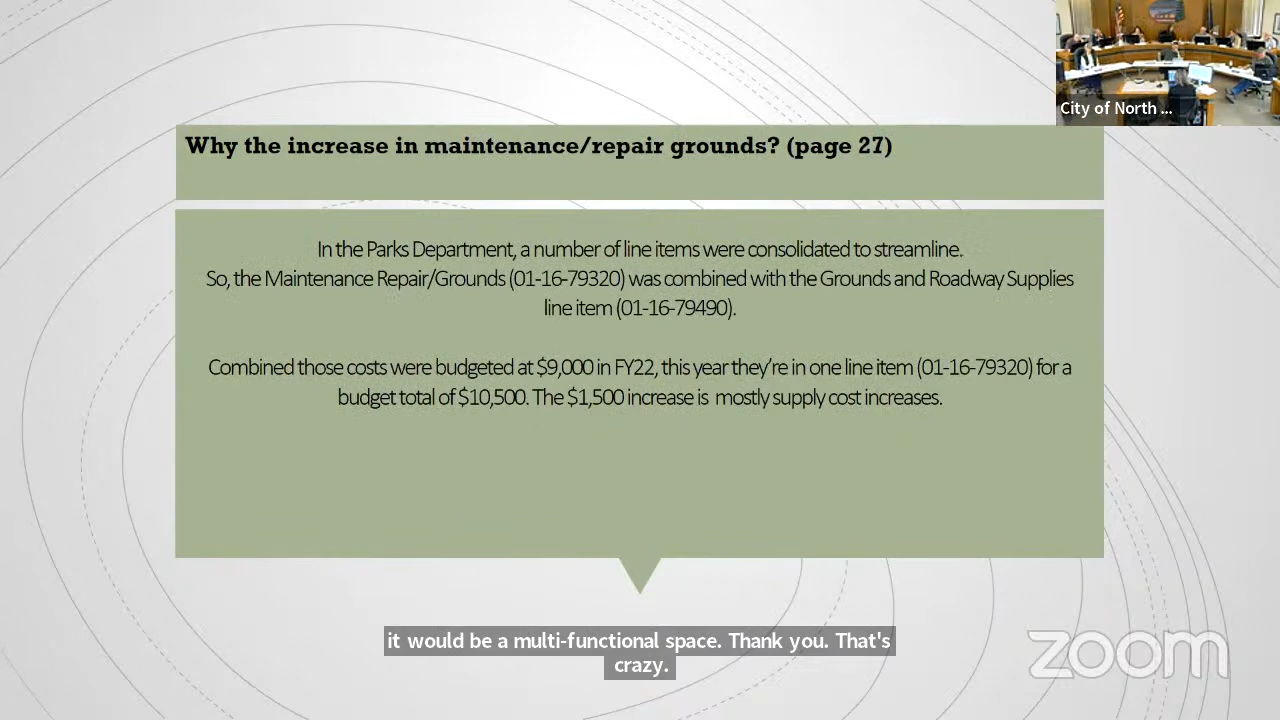 City of North ...
Why the increase in maintenance/repair grounds? (page 27)
In the Parks Department, a number of line items were consolidated to streamline.
So, the Maintenance Repair/Grounds (01-16-79320) was combined with the Grounds and Roadway Supplies
line item (01-16-79490).
Combined those costs were budgeted at $9,000 in FY22, this year they're in one line item (01-16-79320) for a
budget total of $10,500. The $1,500 increase is mostly supply cost increases.
it would be a multi-functional space. Thank you. That's
crazy.
zoom